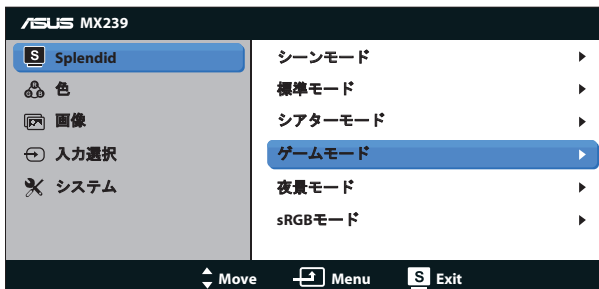 ASUS MX239
S Splendid
色
画像
入力選択
システム
シーンモード
標準モード
シアターモード
ゲームモード
夜景モード
sRGBモード
Move Menu S Exit